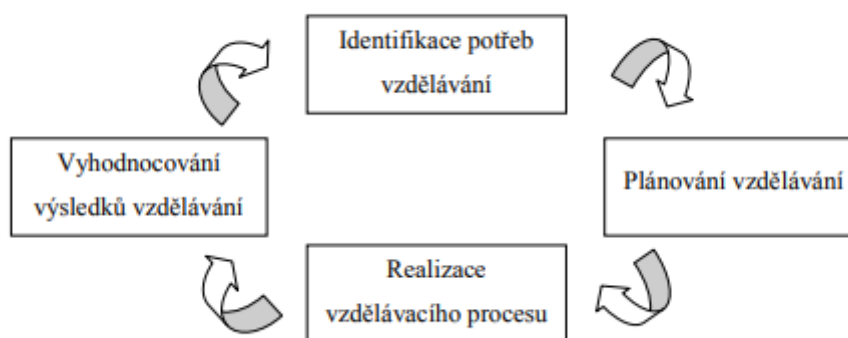 Identifikace potřeb
vzdělávání
Vyhodnocování
výsledků vzdělávání
Plánování vzdělávání
Realizace
vzdělávacího procesu